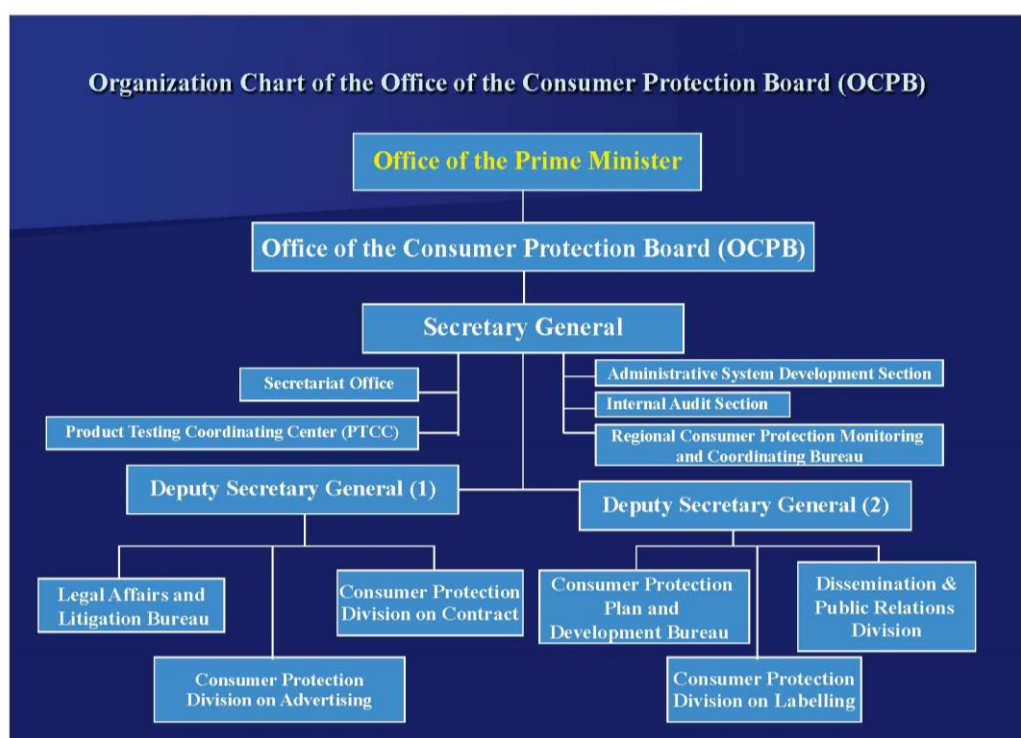 Organization Chart of the Office of the Consumer Protection Board (OCPB)
Office of the Prime Minister
Office of the Consumer Protection Board (OCPB)
Secretary General
Secretariat Office
Product Testing Coordinating Center (PTCC)
Administrative System Development Section
Internal Audit Section
Regional Consumer Protection Monitoring
and Coordinating Bureau
Deputy Secretary General (1)
Deputy Secretary General (2)
Legal Affairs and
Litigation Bureau
Consumer Protection
Division on Advertising
Consumer Protection
Division on Contract
Consumer Protection
Plan and
Development Bureau
Consumer Protection
Division on Labelling
Dissemination &
Public Relations
Division